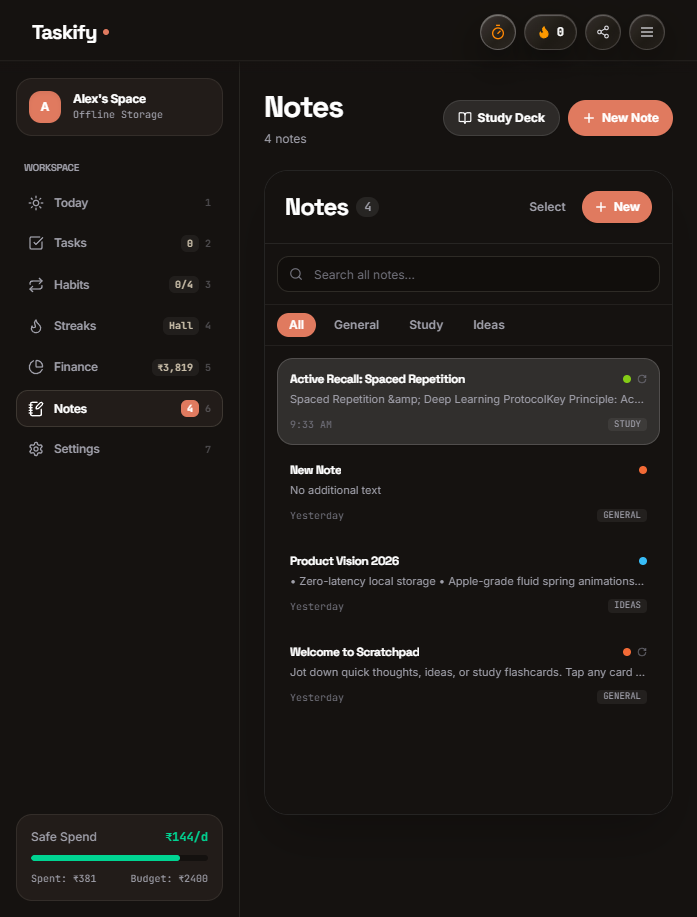 Taskify
0
A
Alex's Space
Offline Storage
WORKSPACE
Today 1
Tasks 0 2
Habits 0/4 3
Streaks Hall 4
Finance ₹3,819 5
Notes 4 6
Settings 7
Safe Spend ₹144/d
Spent: ₹381 Budget: ₹2400
Notes
4 notes
Study Deck
New Note
Notes 4
Select
New
Search all notes...
All General Study Ideas
Active Recall: Spaced Repetition
Spaced Repetition &amp; Deep Learning ProtocolKey Principle: Ac...
9:33 AM STUDY
New Note
No additional text
Yesterday GENERAL
Product Vision 2026
• Zero-latency local storage • Apple-grade fluid spring animations...
Yesterday IDEAS
Welcome to Scratchpad
Jot down quick thoughts, ideas, or study flashcards. Tap any card ...
Yesterday GENERAL